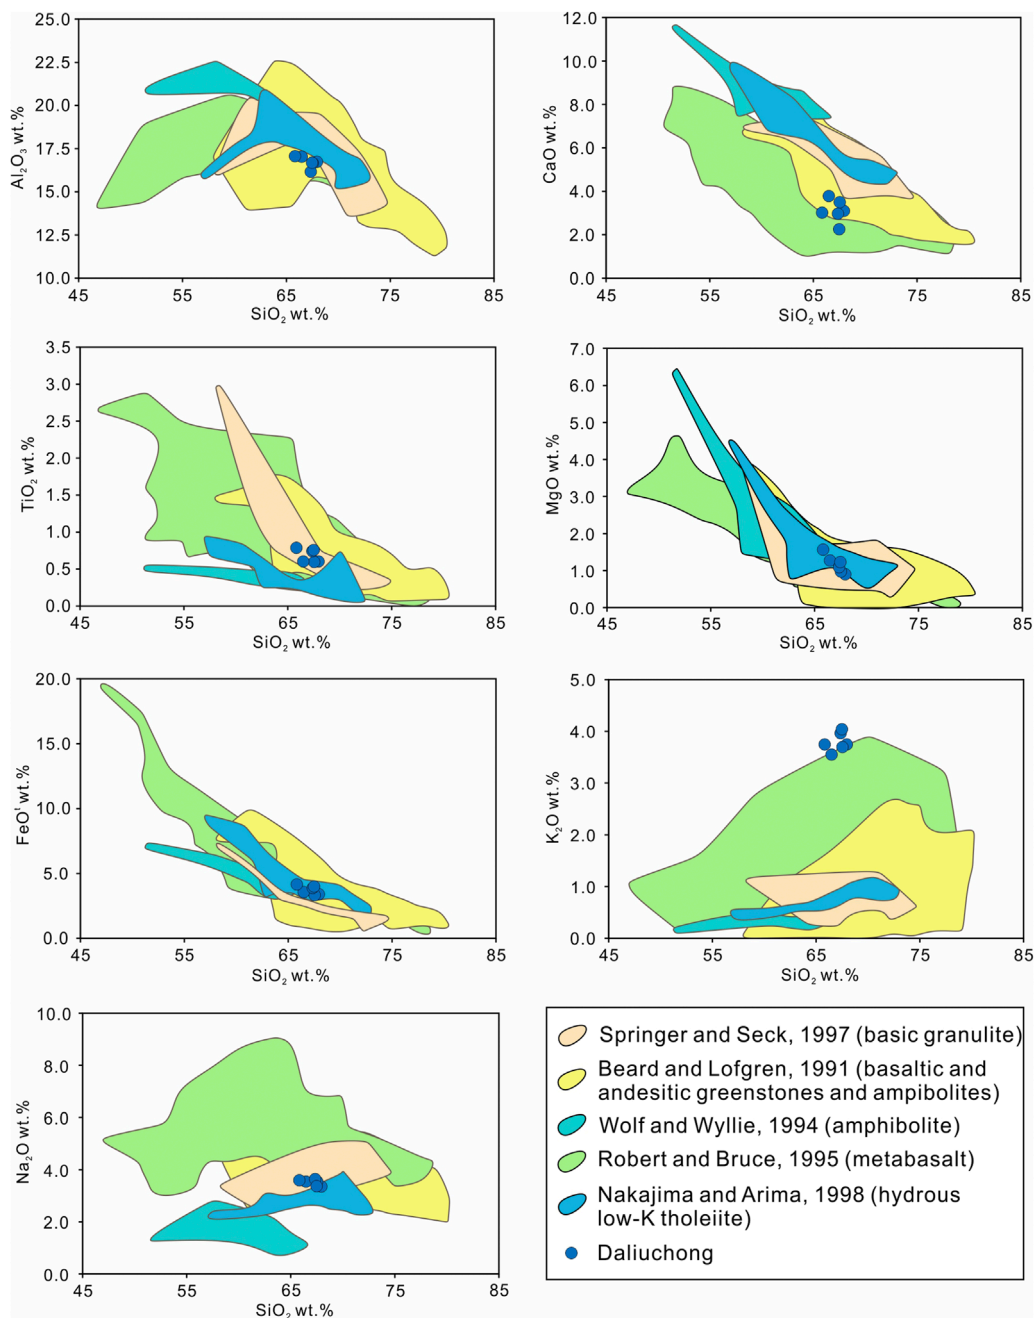 25.0
22.5
20.0
17.5
15.0
12.5
10.0
Al2O3 wt.%
45 55 65 75 85
SiO2 wt.%
12.0
10.0
8.0
6.0
4.0
2.0
0.0
CaO wt.%
45 55 65 75 85
SiO2 wt.%
3.5
3.0
2.5
2.0
1.5
1.0
0.5
0.0
TiO2 wt.%
45 55 65 75 85
SiO2 wt.%
7.0
6.0
5.0
4.0
3.0
2.0
1.0
0.0
MgO wt.%
45 55 65 75 85
SiO2 wt.%
20.0
15.0
10.0
5.0
0.0
FeOt wt.%
45 55 65 75 85
SiO2 wt.%
5.0
4.0
3.0
2.0
1.0
0.0
K2O wt.%
45 55 65 75 85
SiO2 wt.%
10.0
8.0
6.0
4.0
2.0
0.0
Na2O wt.%
45 55 65 75 85
SiO2 wt.%
Springer and Seck, 1997 (basic granulite)
Beard and Lofgren, 1991 (basaltic and
andesitic greenstones and ampibolites)
Wolf and Wyllie, 1994 (amphibolite)
Robert and Bruce, 1995 (metabasalt)
Nakajima and Arima, 1998 (hydrous
low-K tholeiite)
Daliuchong